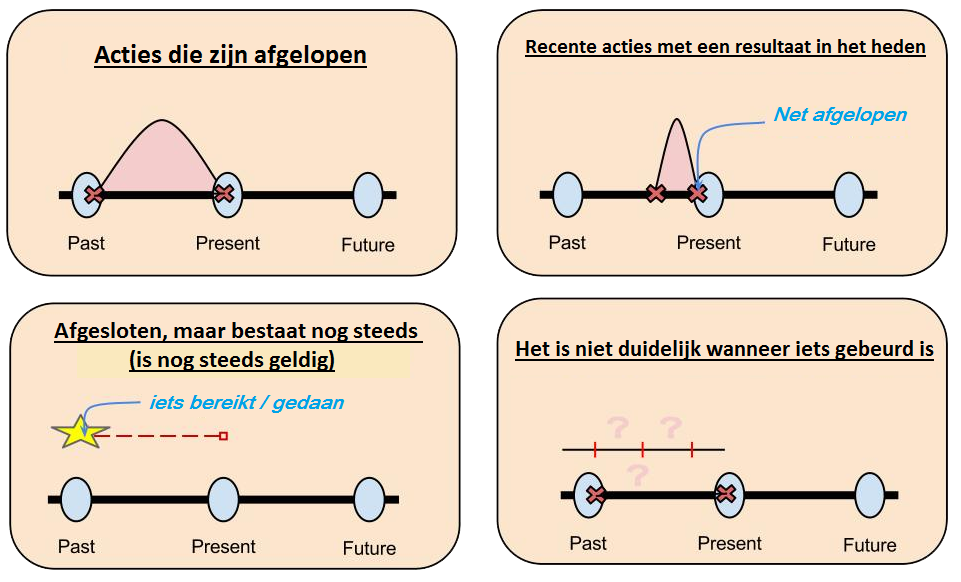 Acties die zijn afgelopen
Past Present Future
Recente acties met een resultaat in het heden
Net afgelopen
Past Present Future
Afgesloten, maar bestaat nog steeds
(is nog steeds geldig)
iets bereikt / gedaan
Past Present Future
Het is niet duidelijk wanneer iets gebeurd is
? ?
?
Past Present Future